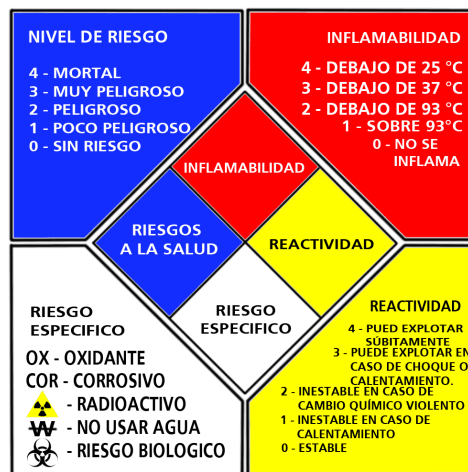 NIVEL DE RIESGO
4 - MORTAL
3 - MUY PELIGROSO
2 - PELIGROSO
1 - POCO PELIGROSO
0 - SIN RIESGO
INFLAMABILIDAD
4 - DEBAJO DE 25 °C
3 - DEBAJO DE 37 °C
2 - DEBAJO DE 93 °C
1 - SOBRE 93°C
0 - NO SE
INFLAMA
INFLAMABILIDAD
RIESGOS
A LA SALUD
REACTIVIDAD
RIESGO
ESPECIFICO
RIESGO
ESPECIFICO
OX - OXIDANTE
COR - CORROSIVO
- RADIOACTIVO
W - NO USAR AGUA
- RIESGO BIOLOGICO
REACTIVIDAD
4 - PUED EXPLOTAR
SÚBITAMENTE
3 - PUEDE EXPLOTAR EN
CASO DE CHOQUE O
CALENTAMIENTO.
2 - INESTABLE EN CASO DE
CAMBIO QUÍMICO VIOLENTO
1 - INESTABLE EN CASO DE
CALENTAMIENTO
0 - ESTABLE